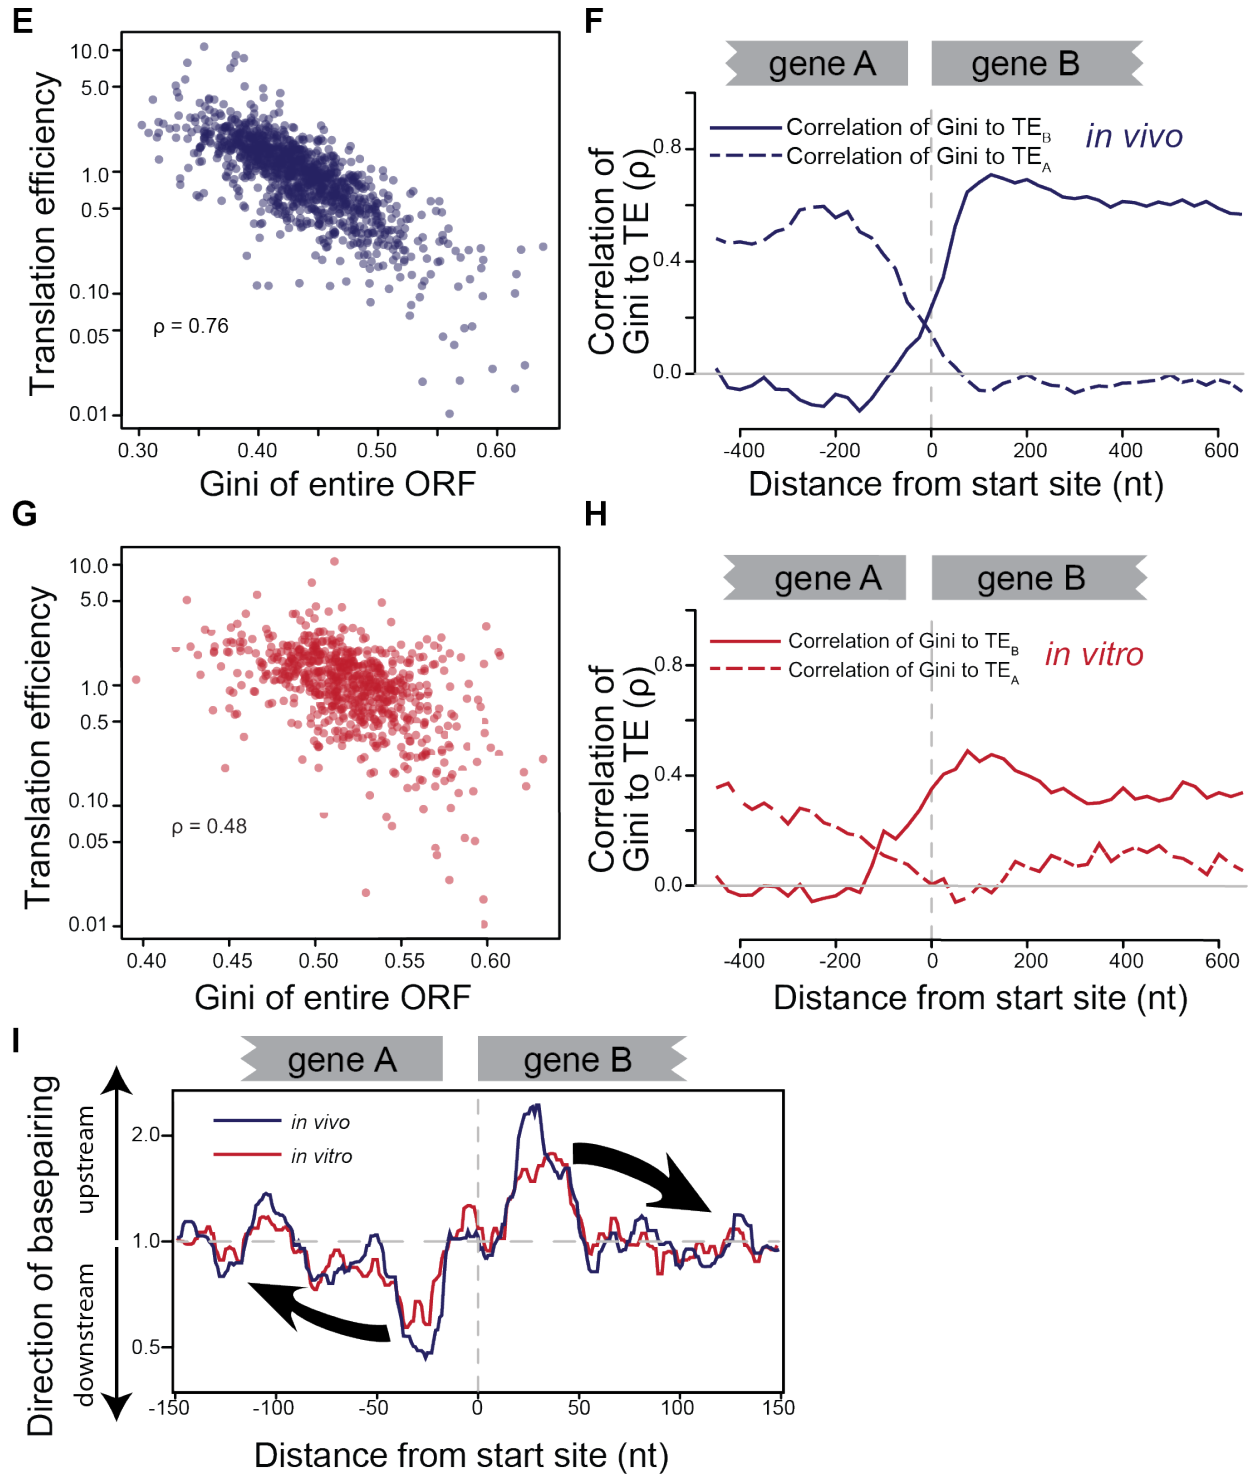 E
Translation efficiency
10.0
5.0
1.0
0.5
0.10
0.05
0.01
ρ = 0.76
0.30
0.40
0.50
0.60
Gini of entire ORF
F
gene A
gene B
Correlation of Gini to TE_B
Correlation of Gini to TE_A
in vivo
Correlation of
Gini to TE (ρ)
0.8
0.4
0.0
-400
-200
0
200
400
600
Distance from start site (nt)
G
Translation efficiency
10.0
5.0
1.0
0.5
0.10
0.05
0.01
ρ = 0.48
0.40
0.45
0.50
0.55
0.60
Gini of entire ORF
H
gene A
gene B
Correlation of Gini to TE_B
Correlation of Gini to TE_A
in vitro
Correlation of
Gini to TE (ρ)
0.8
0.4
0.0
-400
-200
0
200
400
600
Distance from start site (nt)
I
gene A
gene B
Direction of basepairing
upstream
downstream
in vivo
in vitro
2.0
1.0
0.5
-150
-100
-50
0
50
100
150
Distance from start site (nt)